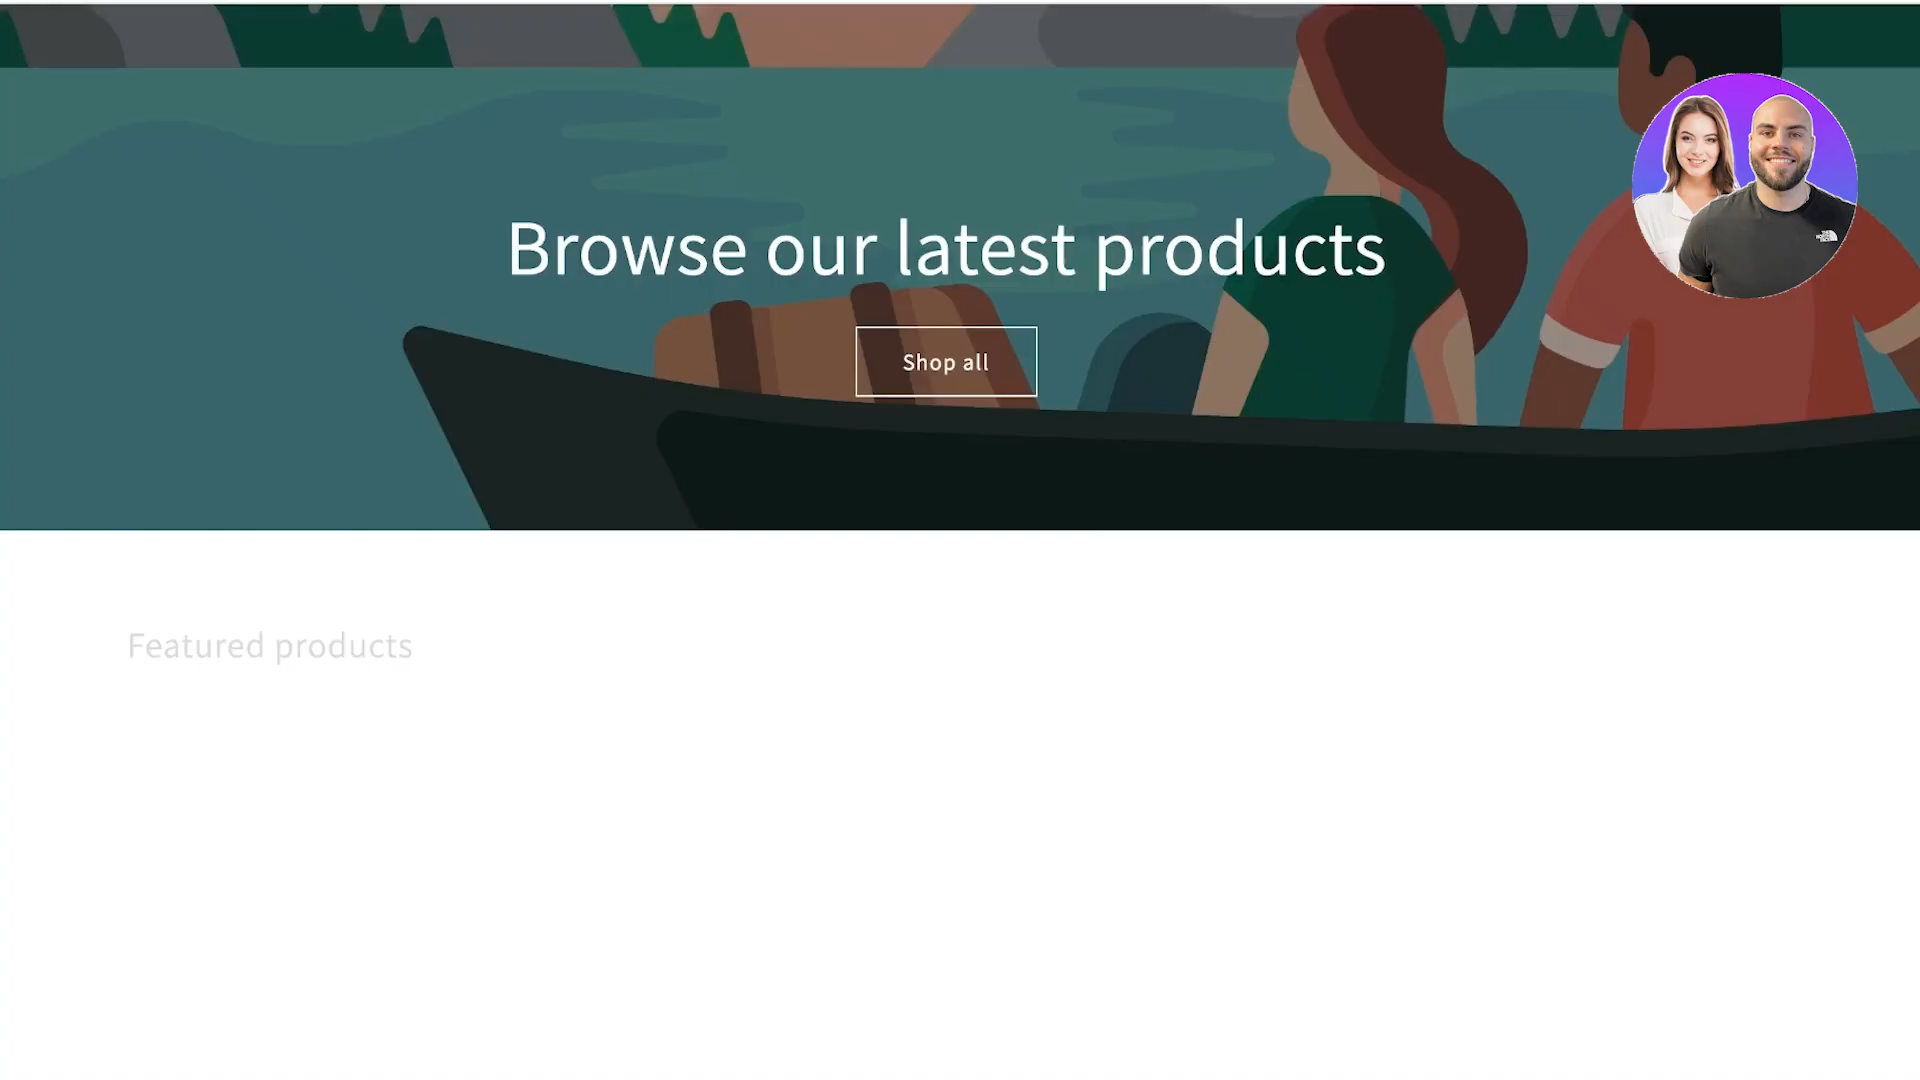 Browse our latest products
Shop all
Featured products